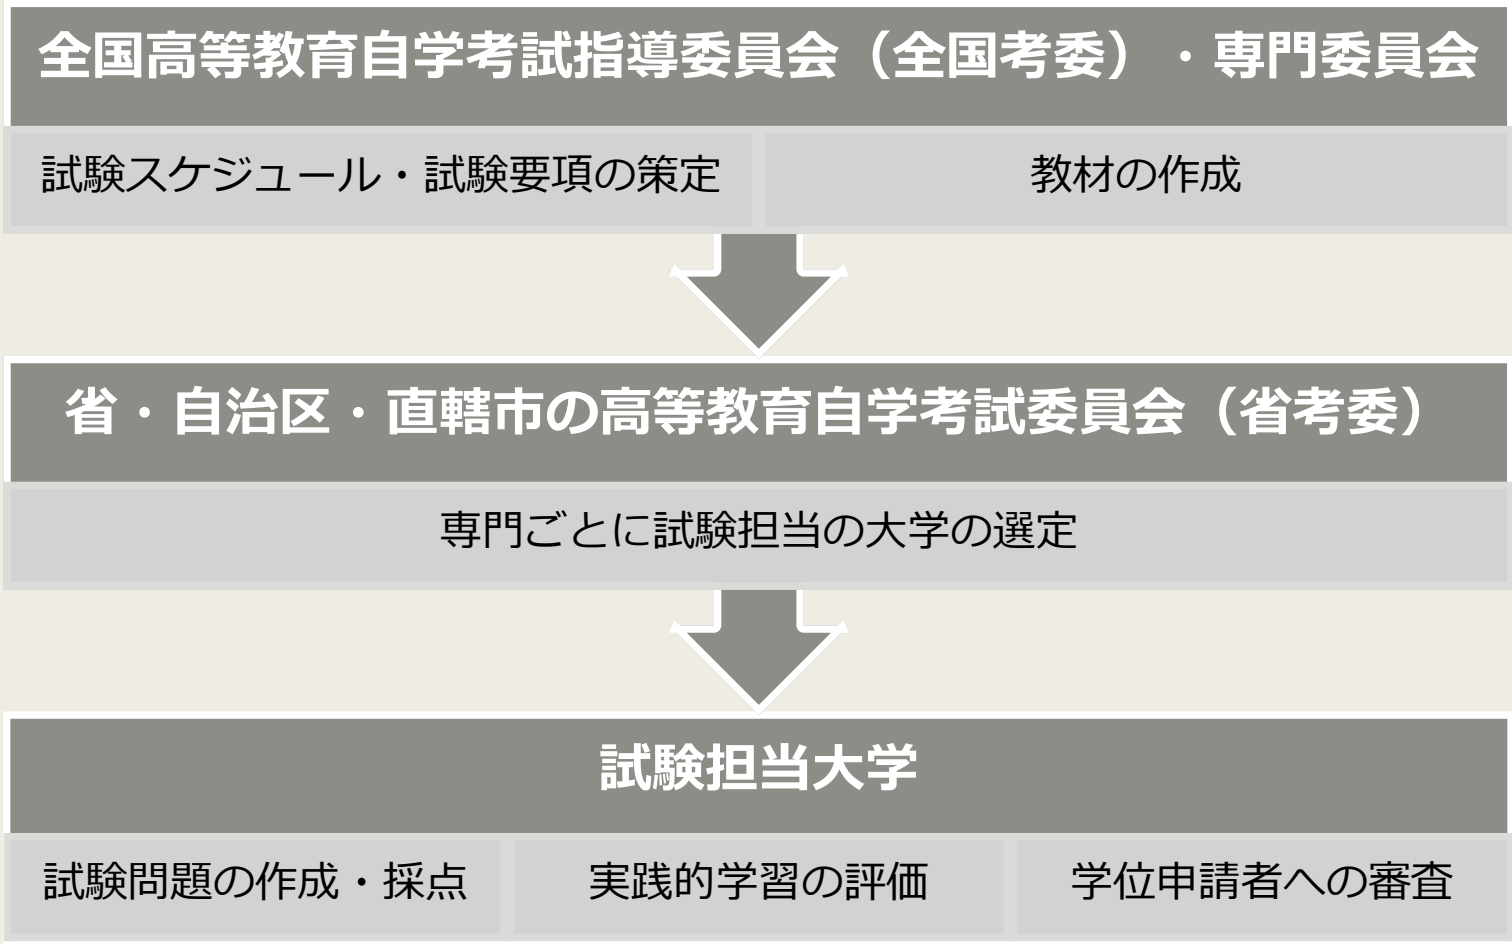 全国高等教育自学考試指導委員会（全国考委）・専門委員会
試験スケジュール・試験要項の策定
教材の作成
省・自治区・直轄市の高等教育自学考試委員会（省考委）
専門ごとに試験担当の大学の選定
試験担当大学
試験問題の作成・採点
実践的学習の評価
学位申請者への審査